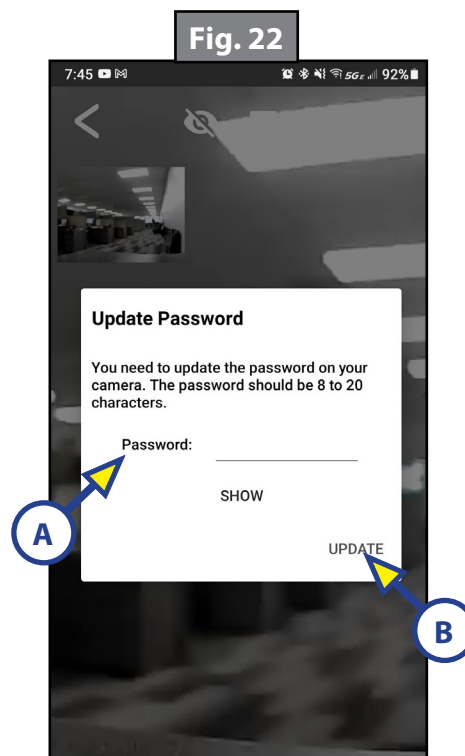 Fig. 22
7:45 5GE 92%
Update Password
You need to update the password on your
camera. The password should be 8 to 20
characters.
Password:
SHOW
UPDATE
A
B